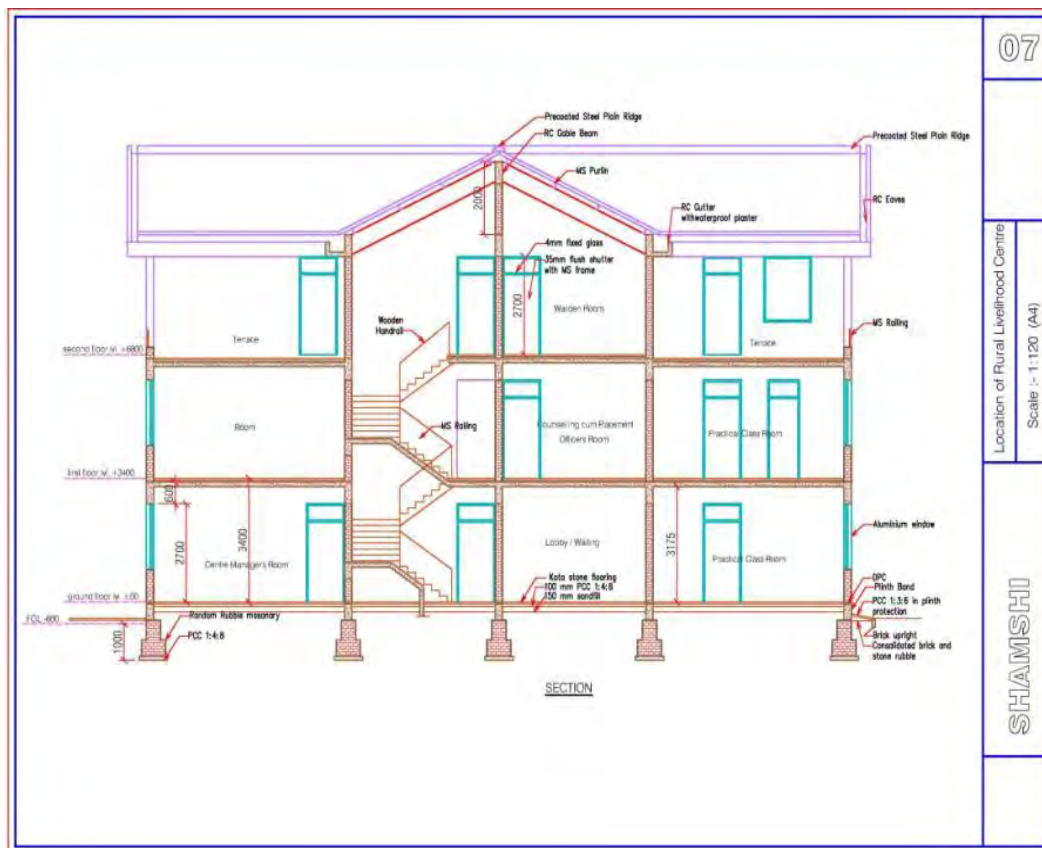 07
Precoated Steel Plain Ridge
RC Gable Beam
Precoated Steel Plain Ridge
MS Purlin
2000
RC Gutter
withwaterproof plaster
RC Eaves
4mm fixed glass
35mm flush shutter
with MS frame
2700
Warden Room
Wooden
Handrail
Terrace
Terrace
MS Railing
second floor lvl. +6800
Room
MS Railing
Counselling cum Placement
Officers Room
Practical Class Room
first floor lvl. +3400
600
2700
3400
3175
Aluminium window
Lobby / Waiting
Centre Managers Room
Practical Class Room
Kota stone flooring
100 mm PCC 1:4:8
150 mm sandfill
ground floor lvl. ±00
DPC
Plinth Band
PCC 1:3:6 in plinth
protection
Random Rubble masonary
1000
PCC 1:4:8
Brick upright
Consolidated brick and
stone rubble
SECTION
Location of Rural Livelihood Centre
Scale :- 1:120 (A4)
SHAMSHI